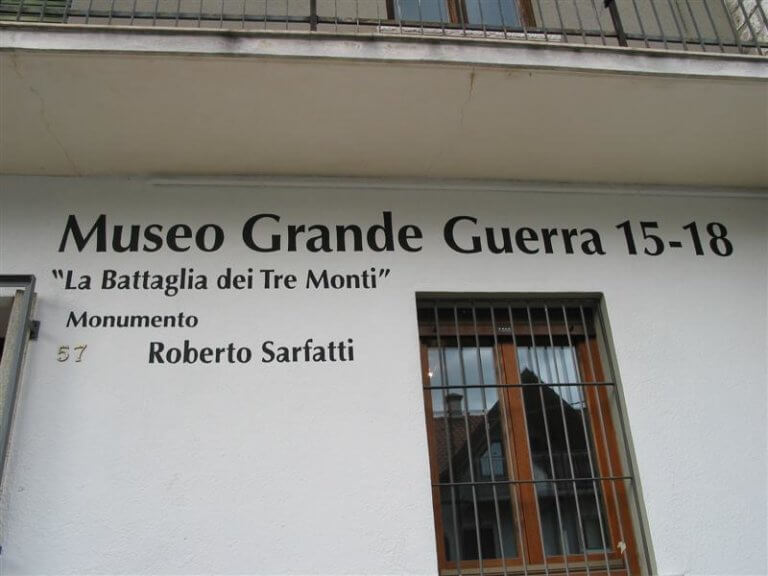 Museo Grande Guerra 15-18
"La Battaglia dei Tre Monti"
Monumento
57 Roberto Sarfatti